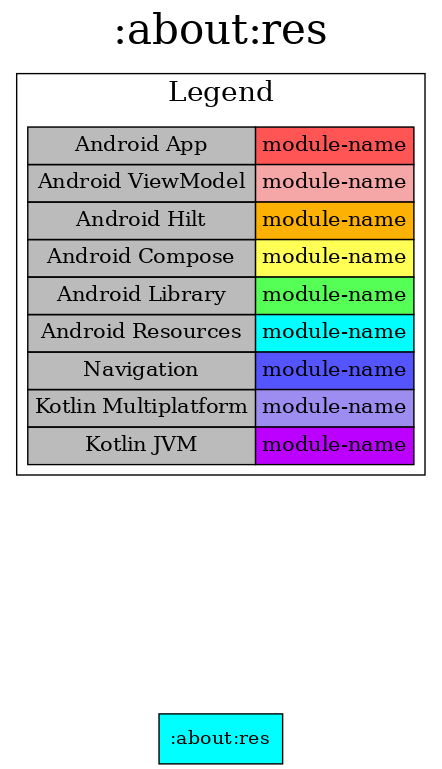 :about:res
Legend
Android App module-name
Android ViewModel module-name
Android Hilt module-name
Android Compose module-name
Android Library module-name
Android Resources module-name
Navigation module-name
Kotlin Multiplatform module-name
Kotlin JVM module-name
:about:res